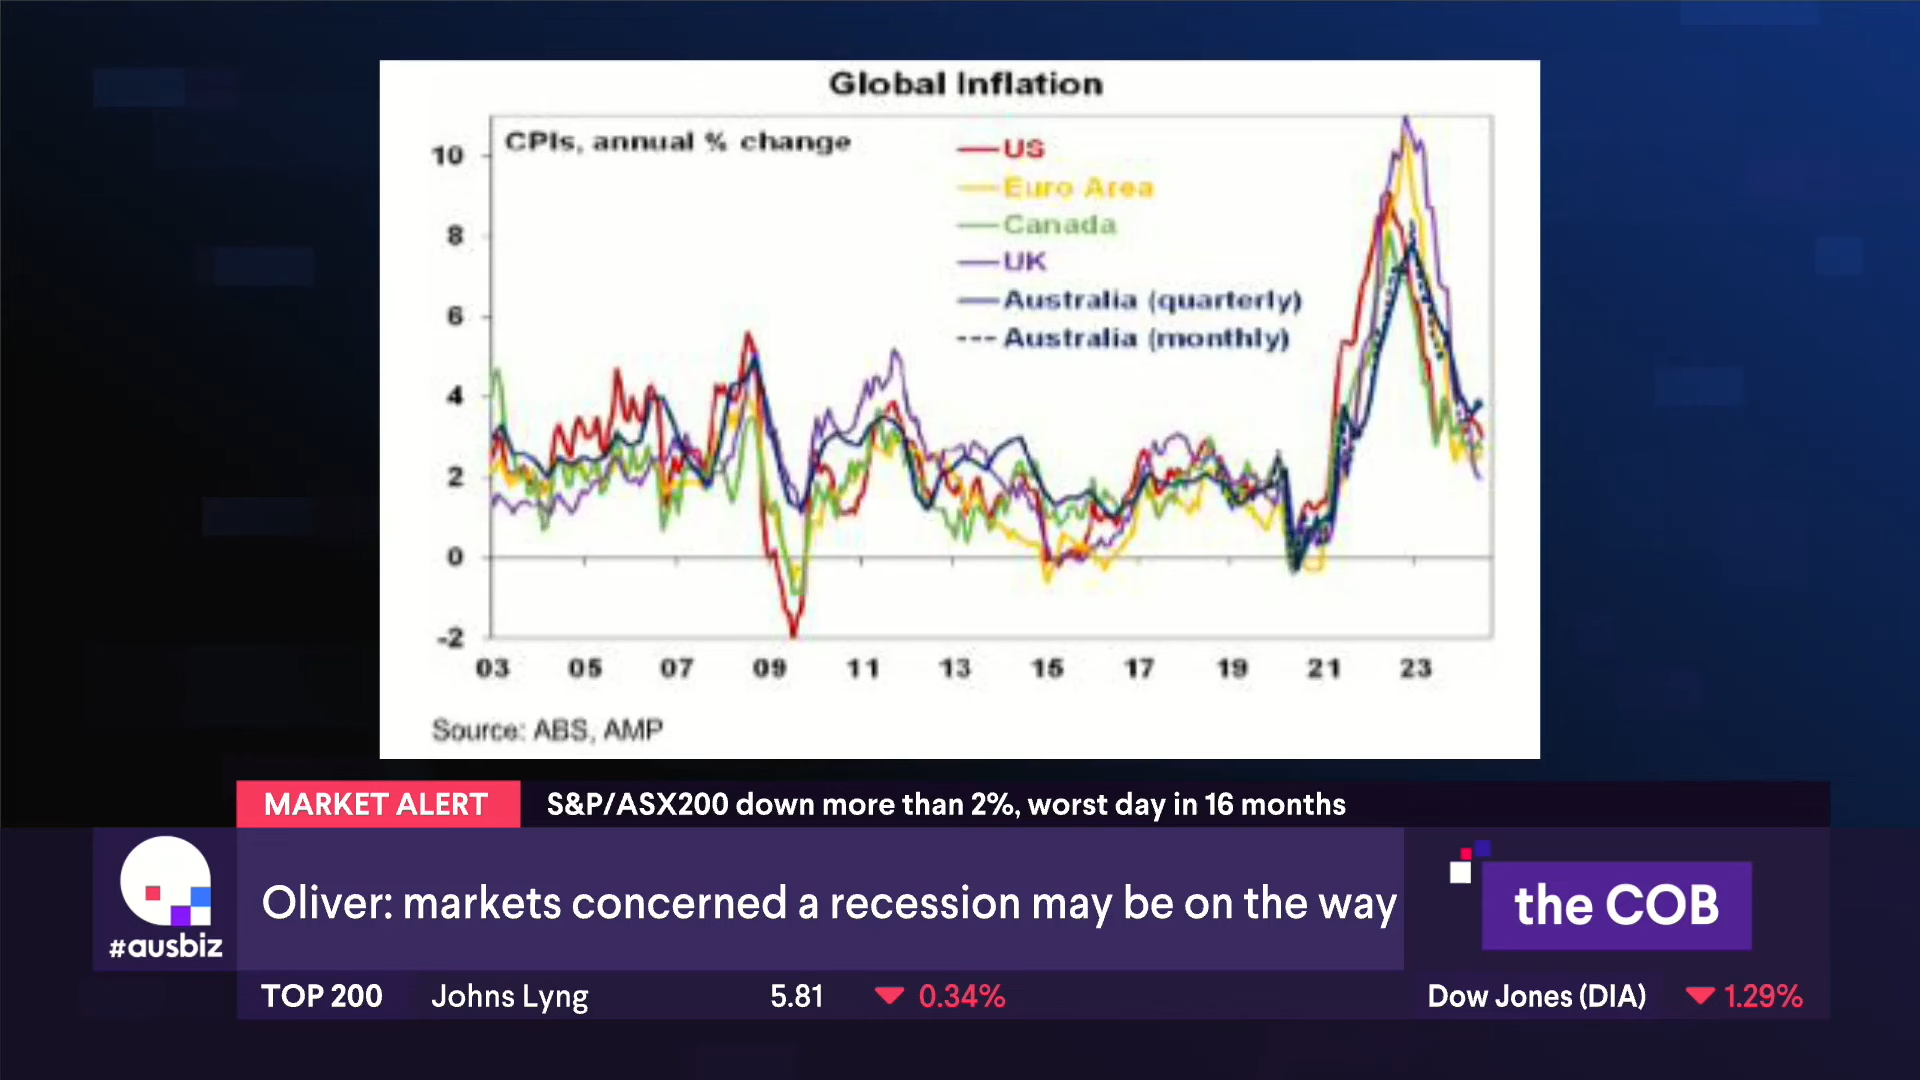 Global Inflation
CPIs, annual % change
US
Euro Area
Canada
UK
Australia (quarterly)
Australia (monthly)
10
8
6
4
2
0
-2
03 05 07 09 11 13 15 17 19 21 23
Source: ABS, AMP
MARKET ALERT S&P/ASX200 down more than 2%, worst day in 16 months
Oliver: markets concerned a recession may be on the way
#ausbiz
the COB
TOP 200 Johns Lyng 5.81 0.34% Dow Jones (DIA) 1.29%